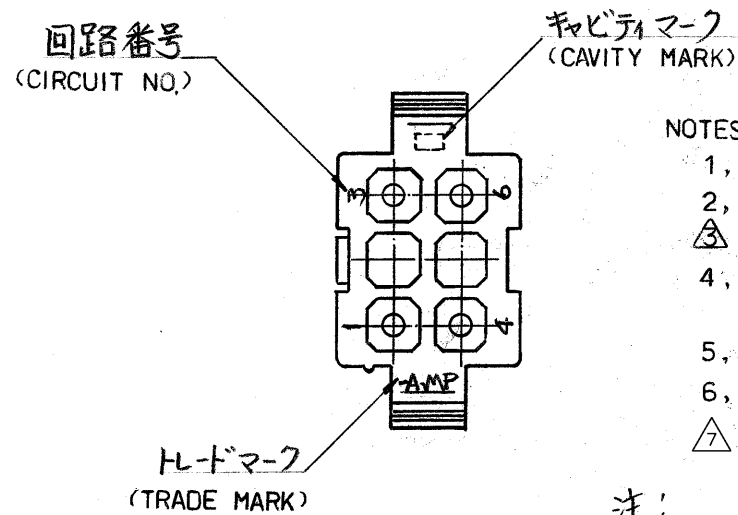 回路番号
(CIRCUIT NO.)
キャビティマーク
(CAVITY MARK)
3
6
1
4
AMP
トレードマーク
(TRADE MARK)
NOTES
1,
2,
3
4,
5,
6,
7
注: